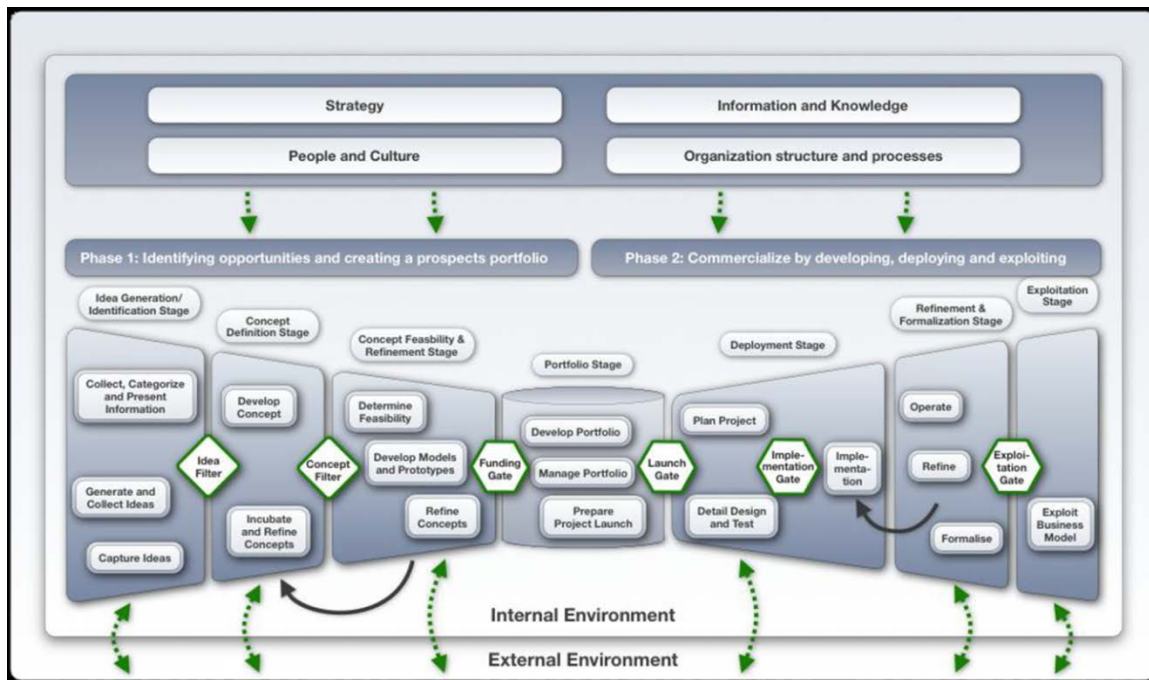 Strategy
Information and Knowledge
People and Culture
Organization structure and processes
Phase 1: Identifying opportunities and creating a prospects portfolio
Phase 2: Commercialize by developing, deploying and exploiting
Idea Generation/
Identification Stage
Concept
Definition Stage
Concept Feasibility &
Refinement Stage
Portfolio Stage
Deployment Stage
Refinement &
Formalization Stage
Exploitation
Stage
Collect, Categorize
and Present
Information
Generate and
Collect Ideas
Capture Ideas
Idea
Filter
Develop
Concept
Incubate
and Refine
Concepts
Concept
Filter
Determine
Feasibility
Develop Models
and Prototypes
Refine
Concepts
Funding
Gate
Develop Portfolio
Manage Portfolio
Prepare
Project Launch
Launch
Gate
Plan Project
Detail Design
and Test
Imple-
mentation
Gate
Imple-
menta-
tion
Operate
Refine
Formalise
Exploi-
tation
Gate
Exploit
Business
Model
Internal Environment
External Environment